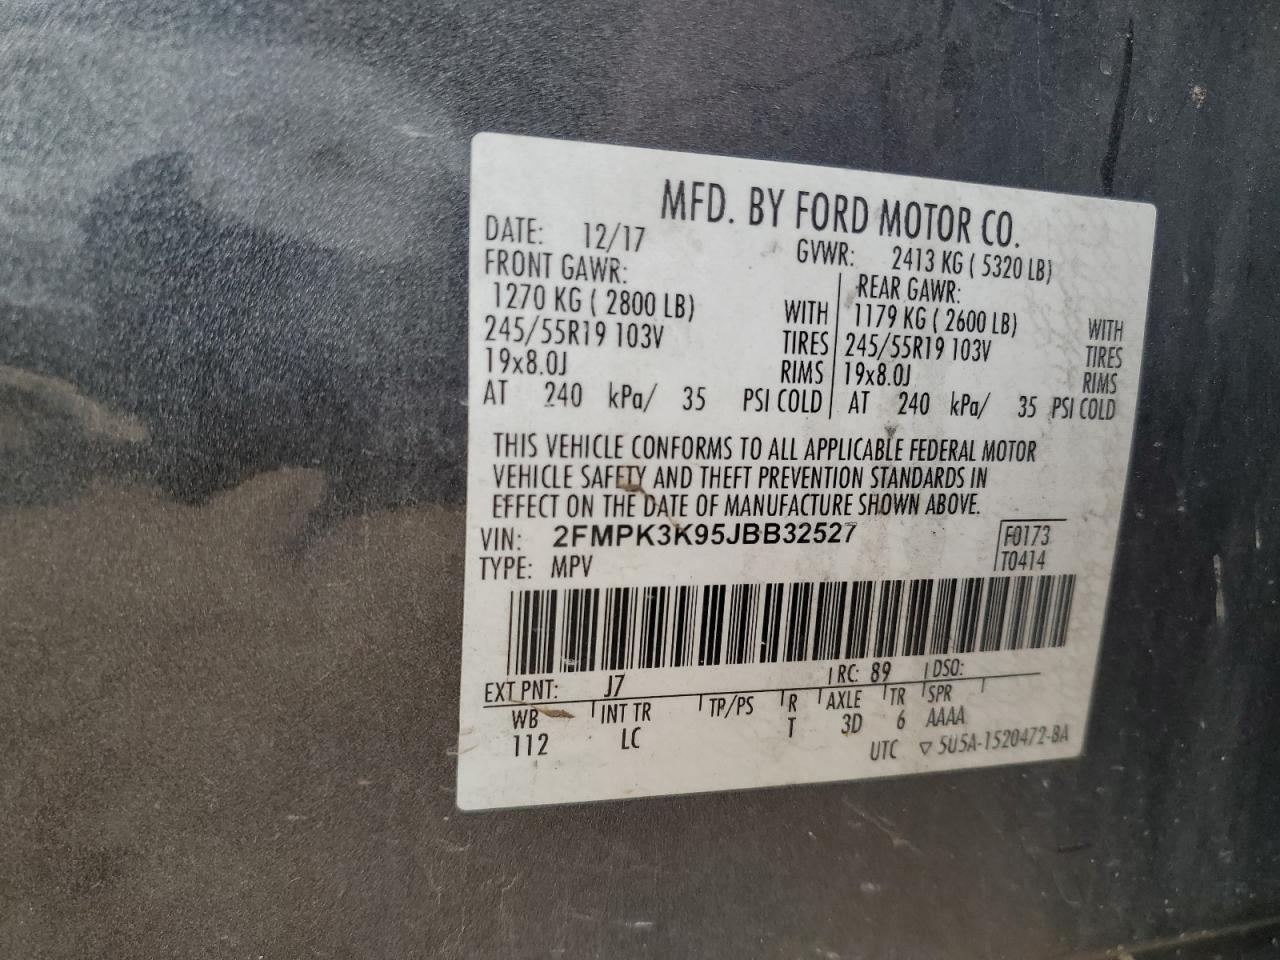 MFD. BY FORD MOTOR CO.
DATE: 12/17 GVWR: 2413 KG ( 5320 LB)
FRONT GAWR: REAR GAWR:
1270 KG ( 2800 LB) WITH 1179 KG ( 2600 LB) WITH
245/55R19 103V TIRES 245/55R19 103V TIRES
19x8.0J RIMS 19x8.0J RIMS
AT 240 kPa/ 35 PSI COLD AT 240 kPa/ 35 PSI COLD
THIS VEHICLE CONFORMS TO ALL APPLICABLE FEDERAL MOTOR
VEHICLE SAFETY AND THEFT PREVENTION STANDARDS IN
EFFECT ON THE DATE OF MANUFACTURE SHOWN ABOVE.
VIN: 2FMPK3K95JBB32527 F0173
TYPE: MPV T0414
EXT PNT: J7 RC: 89 DSO:
WB INT TR TP/PS R AXLE TR SPR
112 LC T 3D 6 AAAA
UTC ▽ 5U5A-1520472-BA